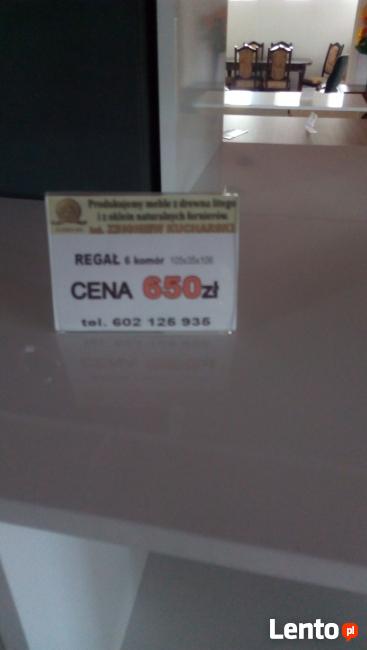 Produkujemy meble z drewna litego
i z oklein naturalnych fornierów
inż. ZBIGNIEW KUCHARSKI
REGAŁ 6 komór 105x35x106
CENA 650zł
tel. 602 125 935
Lento.pl